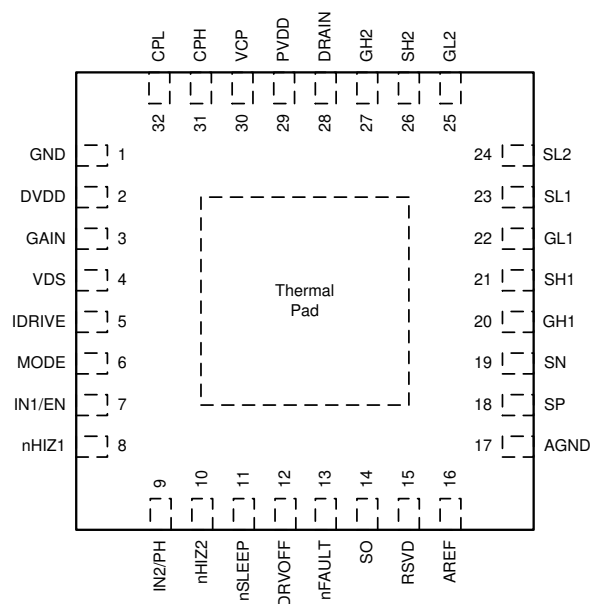 CPL CPH VCP PVDD DRAIN GH2 SH2 GL2
32 31 30 29 28 27 26 25
GND 1 24 SL2
DVDD 2 23 SL1
GAIN 3 22 GL1
VDS 4 21 SH1
IDRIVE 5 20 GH1
MODE 6 19 SN
IN1/EN 7 18 SP
nHIZ1 8 17 AGND
Thermal
Pad
9 10 11 12 13 14 15 16
IN2/PH nHIZ2 nSLEEP DRVOFF nFAULT SO RSVD AREF